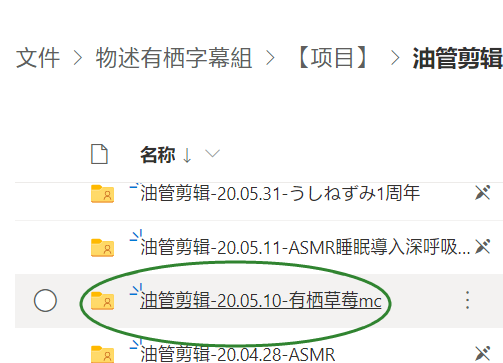 文件 > 物述有栖字幕組 > 【项目】 > 油管剪辑
名称 ↓
油管剪辑-20.05.31-うしねずみ1周年
油管剪辑-20.05.11-ASMR睡眠導入深呼吸...
油管剪辑-20.05.10-有栖草莓mc
油管剪辑-20.04.28-ASMR